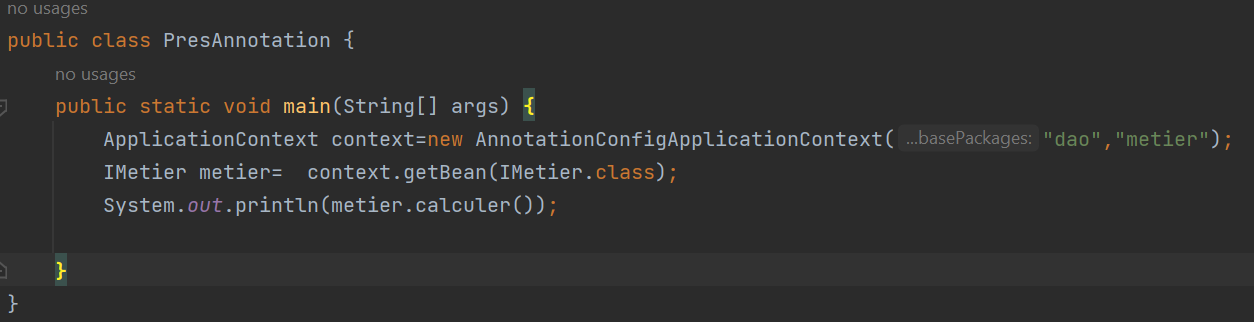 no usages
public class PresAnnotation {
no usages
public static void main(String[] args) {
ApplicationContext context=new AnnotationConfigApplicationContext( ...basePackages: "dao","metier");
IMetier metier=  context.getBean(IMetier.class);
System.out.println(metier.calculer());
}
}